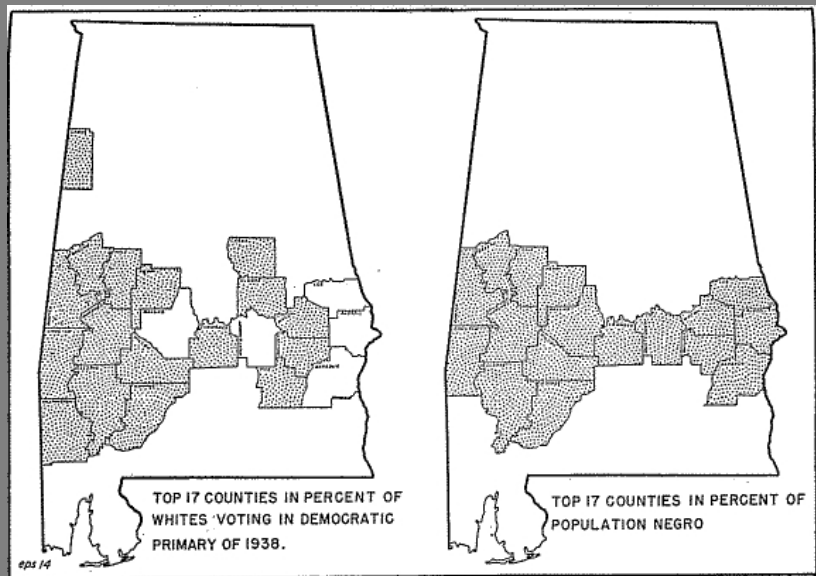 TOP 17 COUNTIES IN PERCENT OF
WHITES VOTING IN DEMOCRATIC
PRIMARY OF 1938.
TOP 17 COUNTIES IN PERCENT OF
POPULATION NEGRO
eps 14